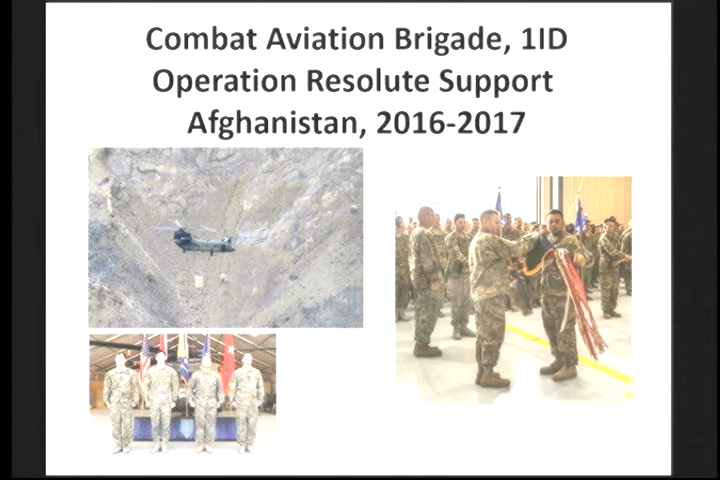 Combat Aviation Brigade, 1ID
Operation Resolute Support
Afghanistan, 2016-2017